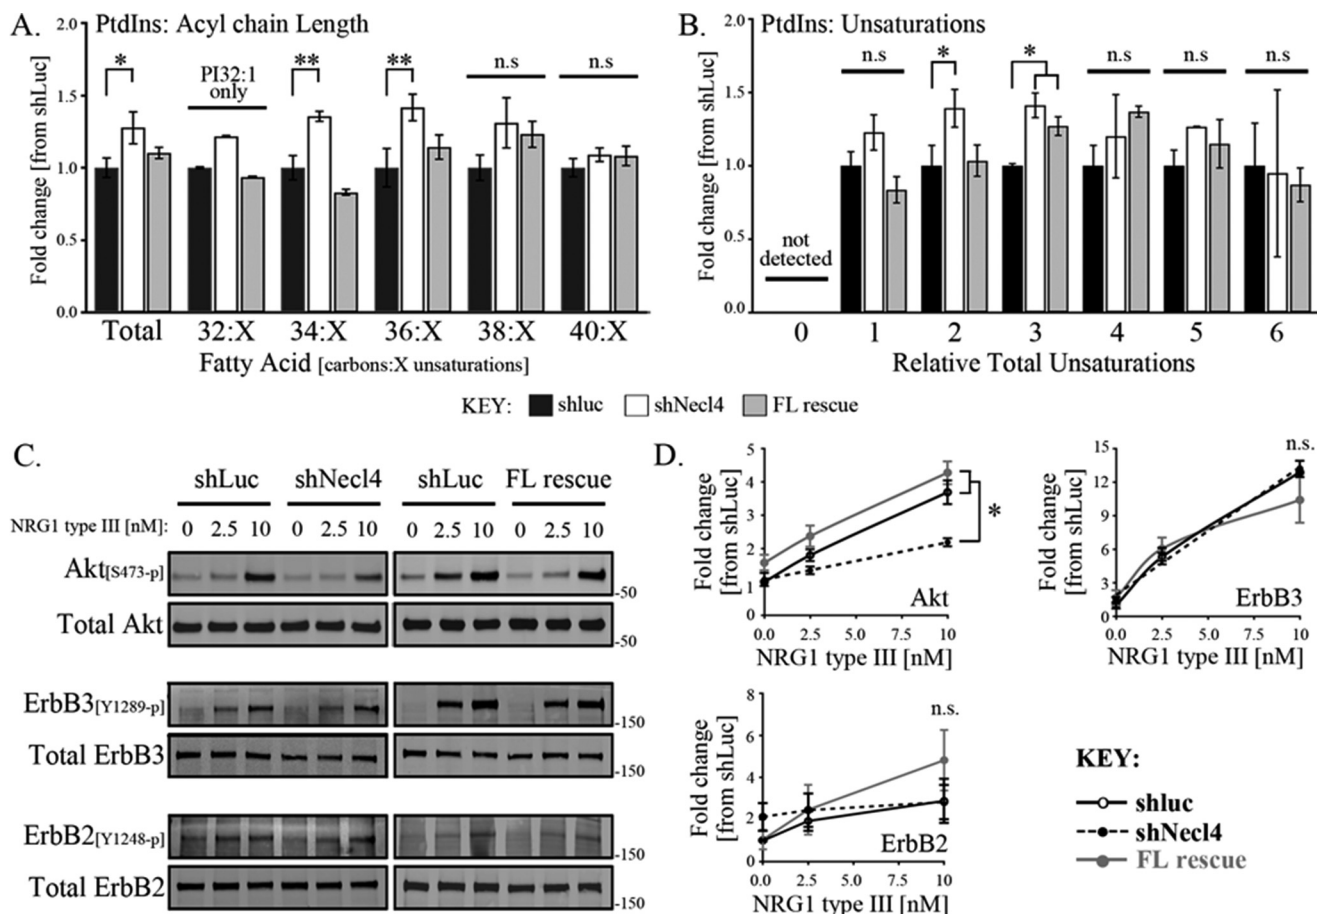 A.
PtdIns: Acyl chain Length
Fold change [from shLuc]
2.0
1.5
1.0
0.5
0.0
*
PI32:1
only
**
**
n.s
n.s
Total 32:X 34:X 36:X 38:X 40:X
Fatty Acid [carbons:X unsaturations]
B.
PtdIns: Unsaturations
Fold change [from shLuc]
2.0
1.5
1.0
0.5
0.0
not
detected
n.s
*
*
n.s
n.s
n.s
0 1 2 3 4 5 6
Relative Total Unsaturations
KEY: shluc shNecl4 FL rescue
C.
shLuc shNecl4 shLuc FL rescue
NRG1 type III [nM]: 0 2.5 10 0 2.5 10 0 2.5 10 0 2.5 10
Akt[S473-p]
-50
Total Akt
-50
ErbB3[Y1289-p]
-150
Total ErbB3
-150
ErbB2[Y1248-p]
-150
Total ErbB2
-150
D.
Fold change
[from shLuc]
5
4
3
2
1
0
*
Akt
0.0 2.5 5.0 7.5 10
NRG1 type III [nM]
Fold change
[from shLuc]
15
12
9
6
3
0
n.s.
ErbB3
0.0 2.5 5.0 7.5 10
NRG1 type III [nM]
Fold change
[from shLuc]
8
6
4
2
0
n.s.
ErbB2
0.0 2.5 5.0 7.5 10
NRG1 type III [nM]
KEY:
shluc
shNecl4
FL rescue